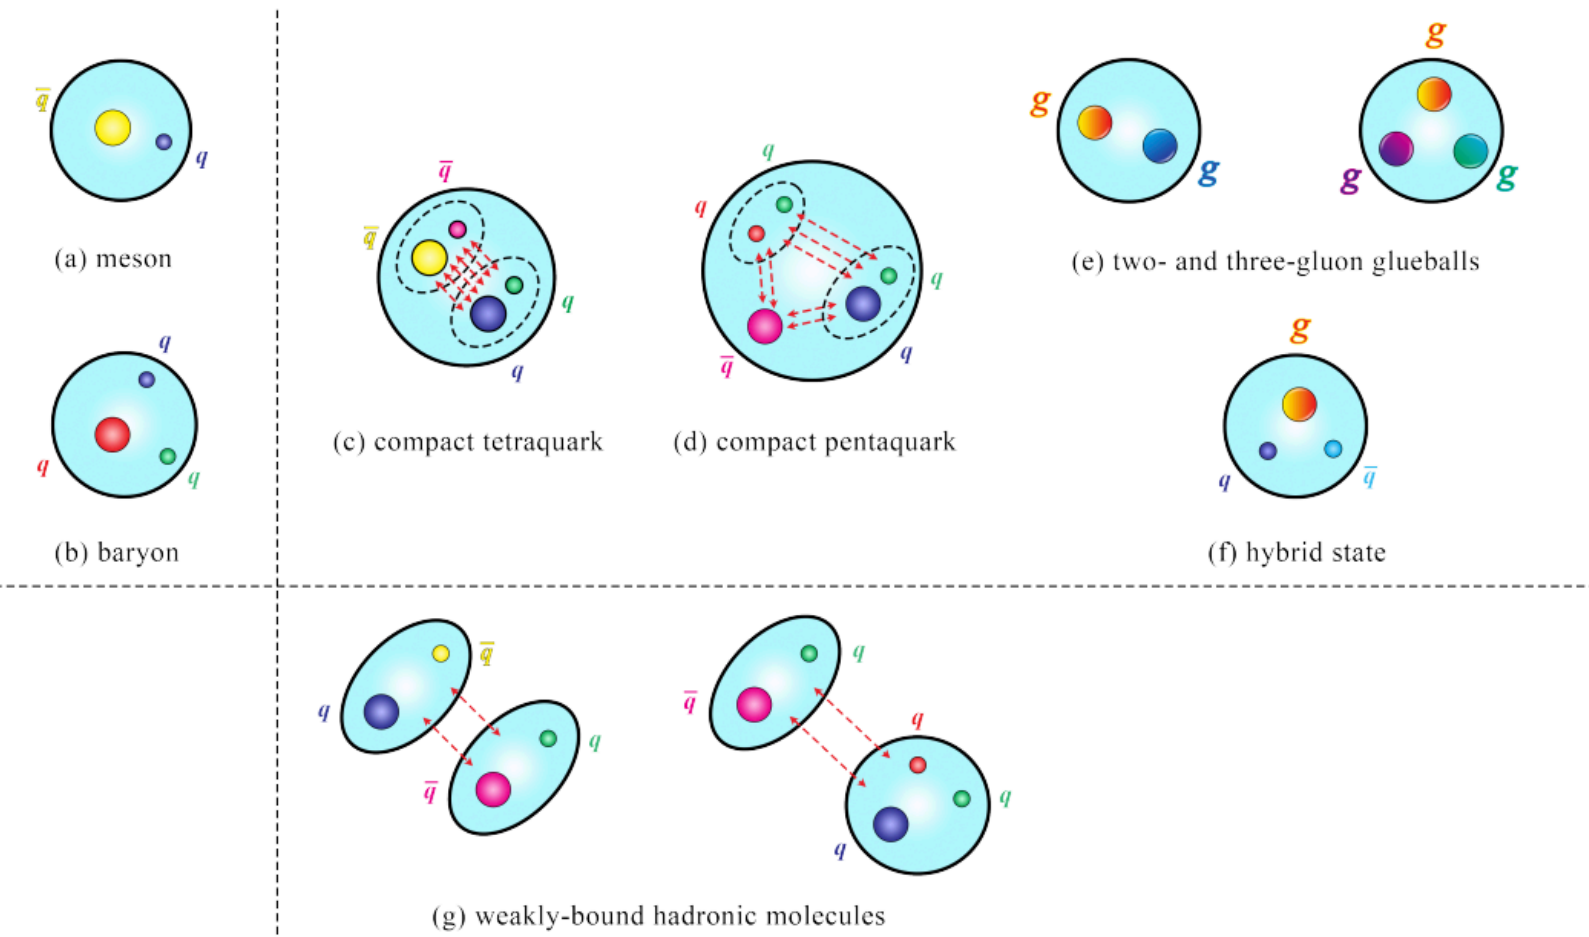 q̅
q
(a) meson
q
q
q
(b) baryon
q̅
q̅
q
q
(c) compact tetraquark
q
q
q
q
q̅
(d) compact pentaquark
g
g
g
g
g
(e) two- and three-gluon glueballs
g
q
q̅
(f) hybrid state
q̅
q
q
q̅
q
q̅
q
q
q
(g) weakly-bound hadronic molecules